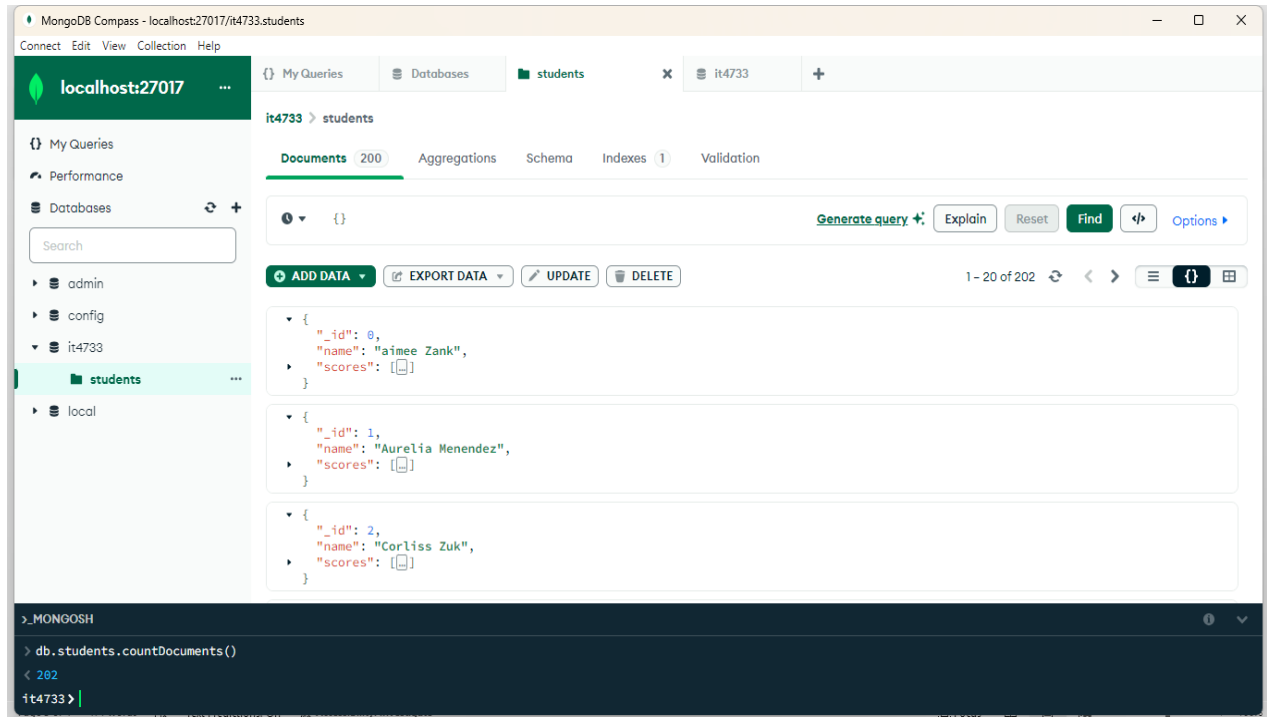 MongoDB Compass - localhost:27017/it4733.students
Connect Edit View Collection Help
localhost:27017 ...
{} My Queries
Databases
students
it4733
it4733 > students
{} My Queries
Performance
Databases
Search
admin
config
it4733
students ...
local
Documents 200 Aggregations Schema Indexes 1 Validation
{} Generate query Explain Reset Find </> Options
ADD DATA EXPORT DATA UPDATE DELETE 1 – 20 of 202 {}
{
"_id": 0,
"name": "aimee Zank",
"scores": […]
}
{
"_id": 1,
"name": "Aurelia Menendez",
"scores": […]
}
{
"_id": 2,
"name": "Corliss Zuk",
"scores": […]
}
>_MONGOSH
> db.students.countDocuments()
< 202
it4733>